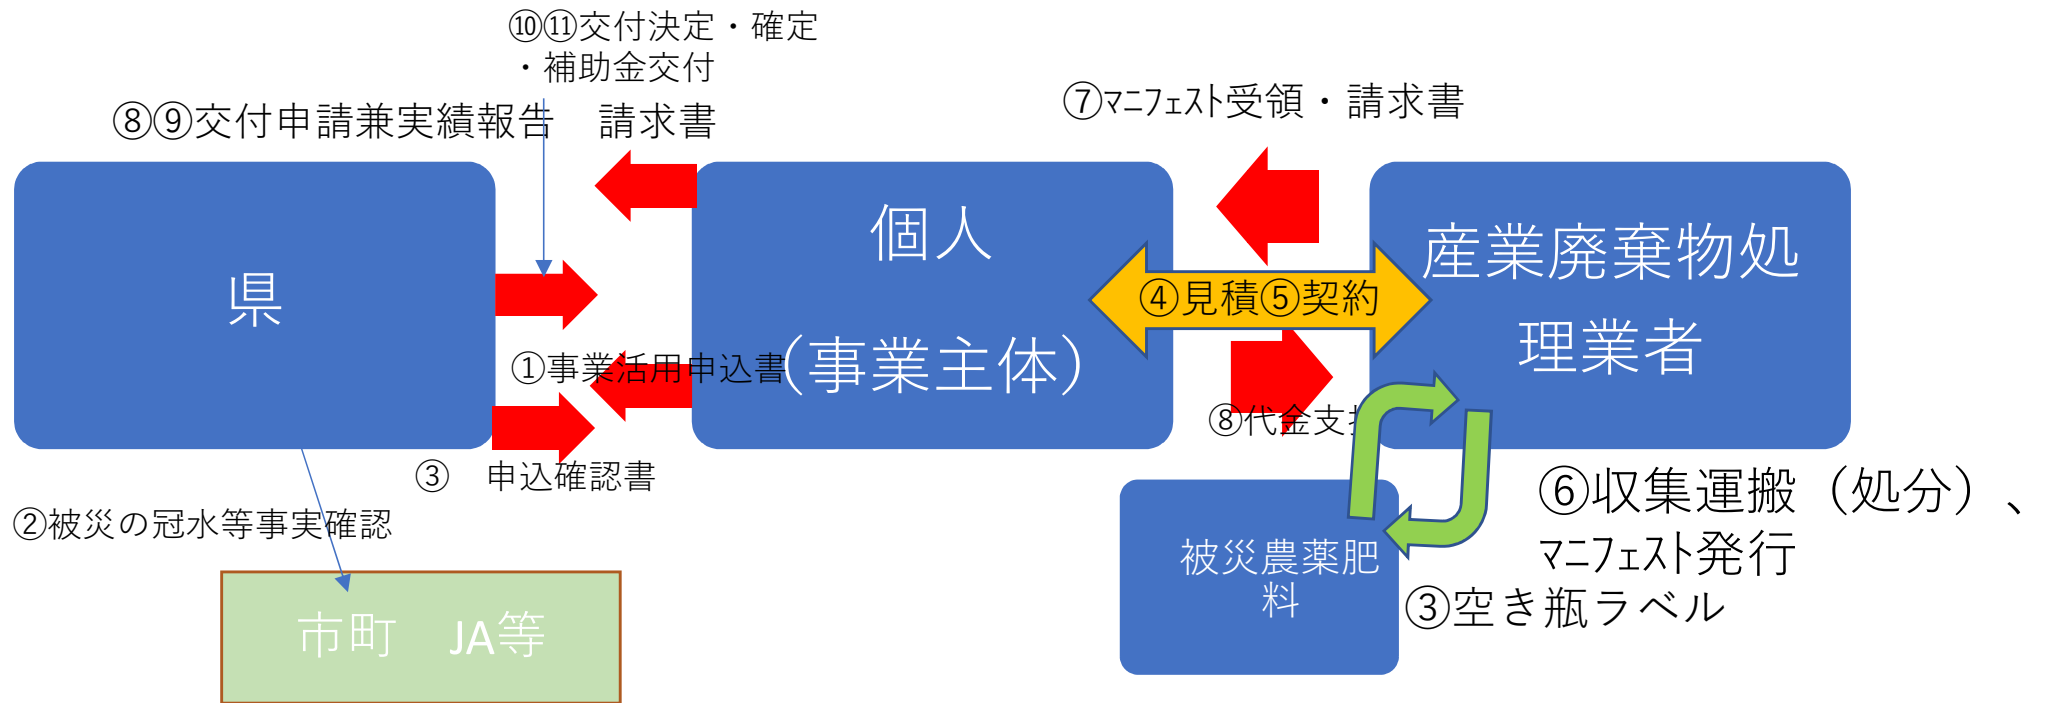 ⑩⑪交付決定・確定
・補助金交付
⑧⑨交付申請兼実績報告　請求書
⑦ﾏﾆﾌｪｽﾄ受領・請求書
県
個人
（事業主体）
産業廃棄物処
理業者
④見積⑤契約
①事業活用申込書
⑧代金支
③　申込確認書
②被災の冠水等事実確認
市町　JA等
被災農薬肥
料
⑥収集運搬（処分）、
ﾏﾆﾌｪｽﾄ発行
③空き瓶ラベル